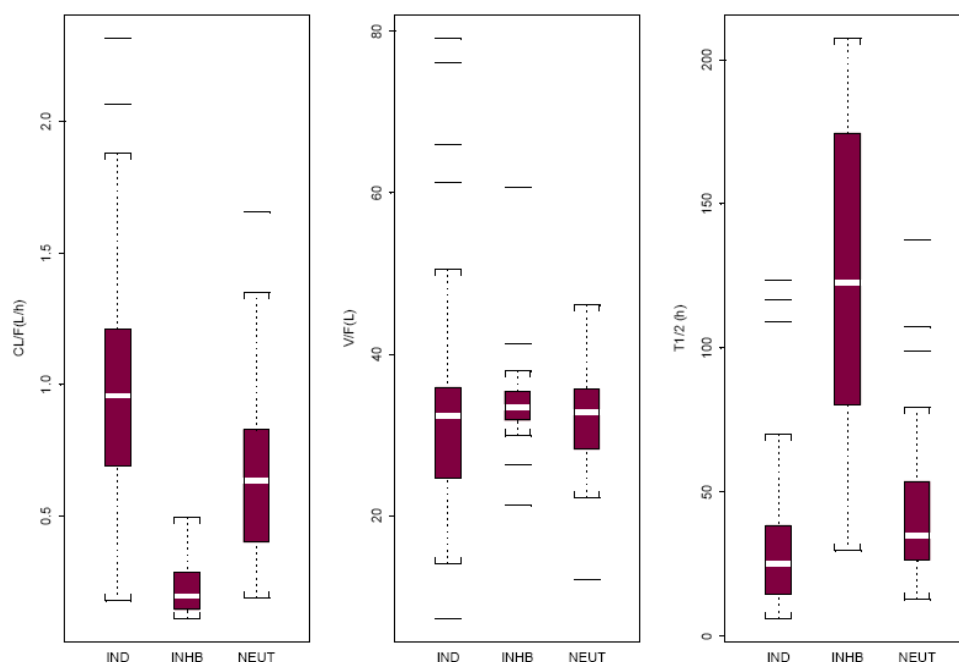 CL/F(L/h)
2.0
1.5
1.0
0.5
IND INHB NEUT
V/F(L)
80
60
40
20
IND INHB NEUT
T1/2 (h)
200
150
100
50
0
IND INHB NEUT